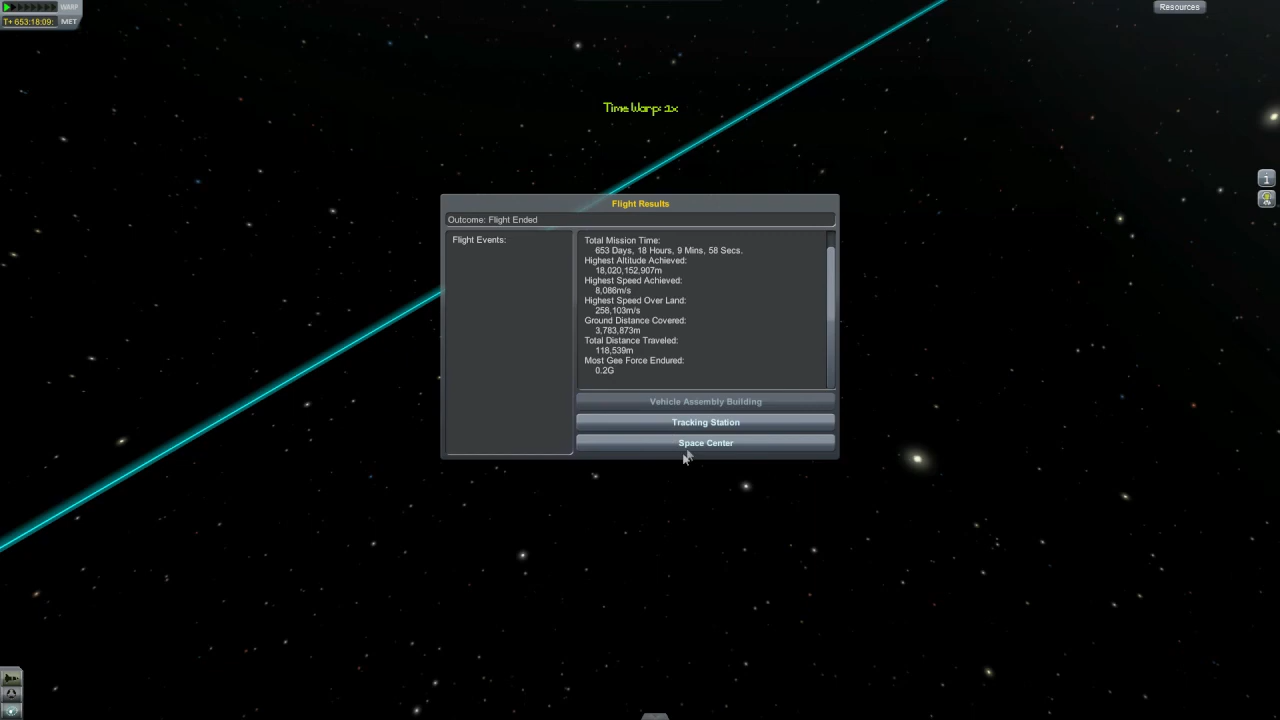 WARP
T+ 653:18:09:
MET
Resources
Time Warp: 1x
Flight Results
Outcome: Flight Ended
Flight Events:
Total Mission Time:
653 Days, 18 Hours, 9 Mins, 58 Secs.
Highest Altitude Achieved:
18,020,152,907m
Highest Speed Achieved:
8,086m/s
Highest Speed Over Land:
258,103m/s
Ground Distance Covered:
3,783,873m
Total Distance Traveled:
118,539m
Most Gee Force Endured:
0.2G
Vehicle Assembly Building
Tracking Station
Space Center
1